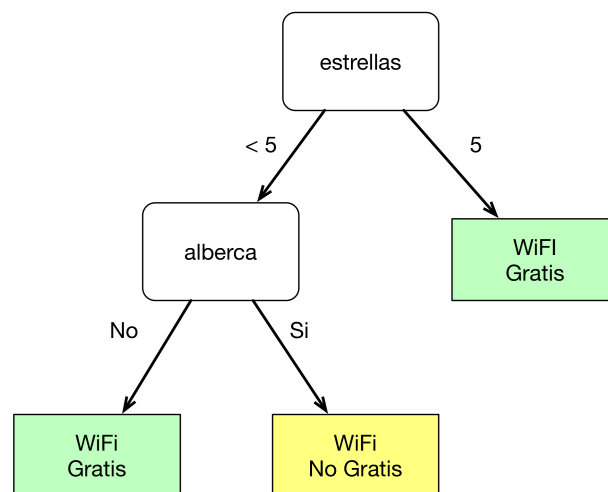 estrellas
< 5
5
alberca
WiFI
Gratis
No
Si
WiFi
Gratis
WiFi
No Gratis